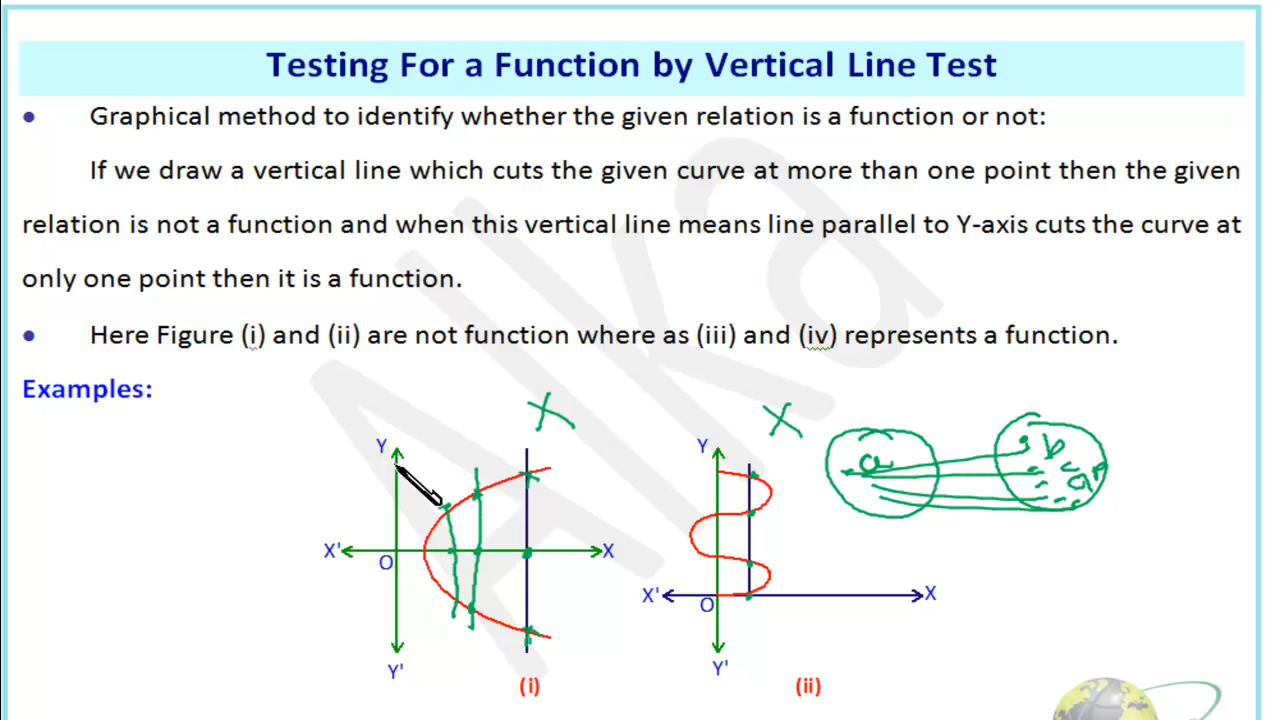 Testing For a Function by Vertical Line Test
• Graphical method to identify whether the given relation is a function or not:
If we draw a vertical line which cuts the given curve at more than one point then the given
relation is not a function and when this vertical line means line parallel to Y-axis cuts the curve at
only one point then it is a function.
• Here Figure (i) and (ii) are not function where as (iii) and (iv) represents a function.
Examples:
Alka
X X
Y Y
a b
X' O X
X' O X
Y' Y'
(i) (ii)